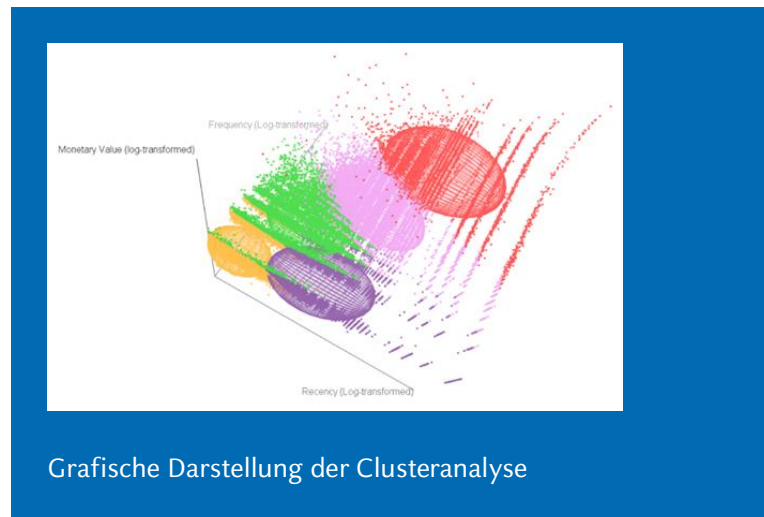 Frequency (Log-transformed)
Monetary Value (log-transformed)
Recency (Log-transformed)
Grafische Darstellung der Clusteranalyse